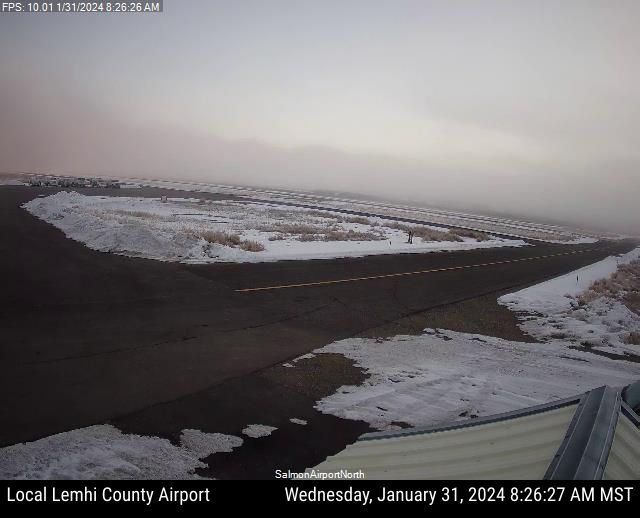 FPS: 10.01 1/31/2024 8:26:26 AM
SalmonAirportNorth
Local Lemhi County Airport Wednesday, January 31, 2024 8:26:27 AM MST